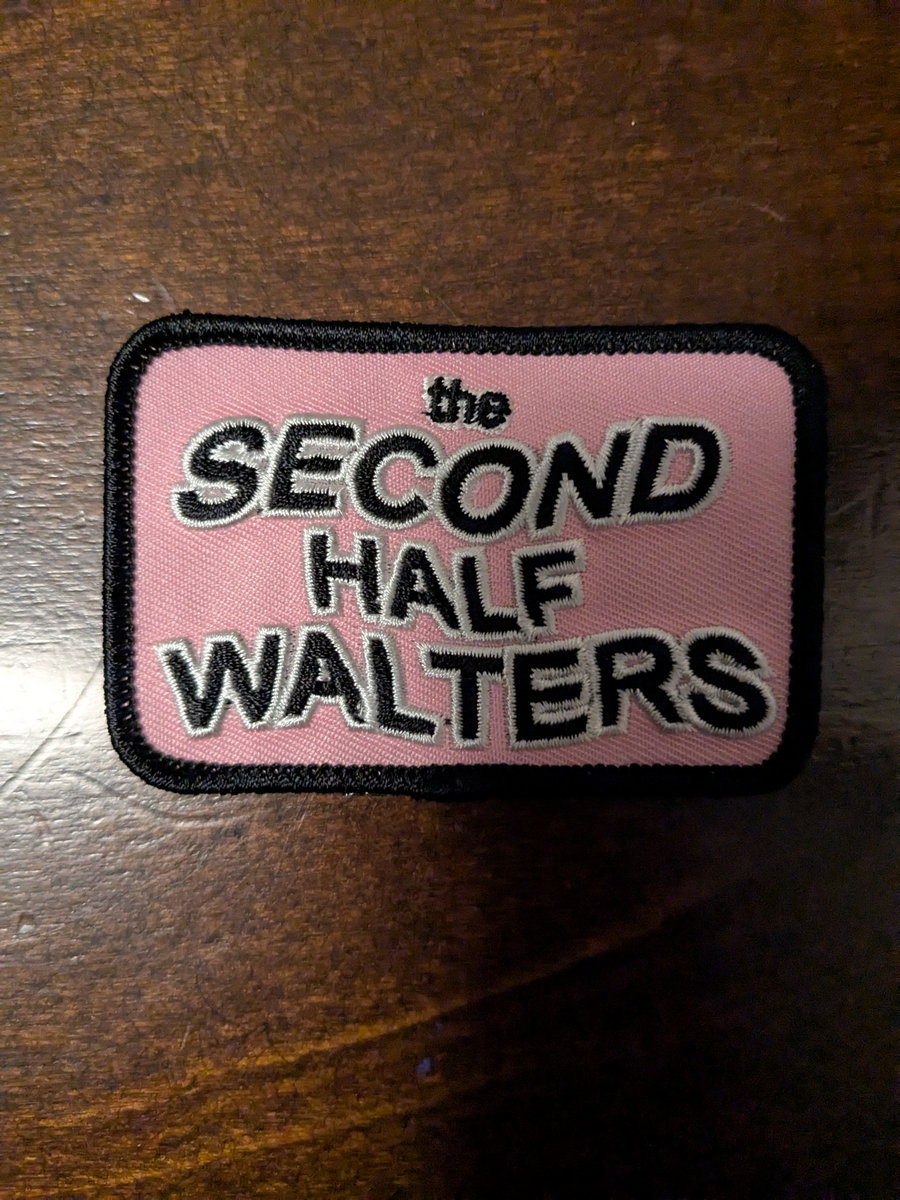 the
SECOND
HALF
WALTERS